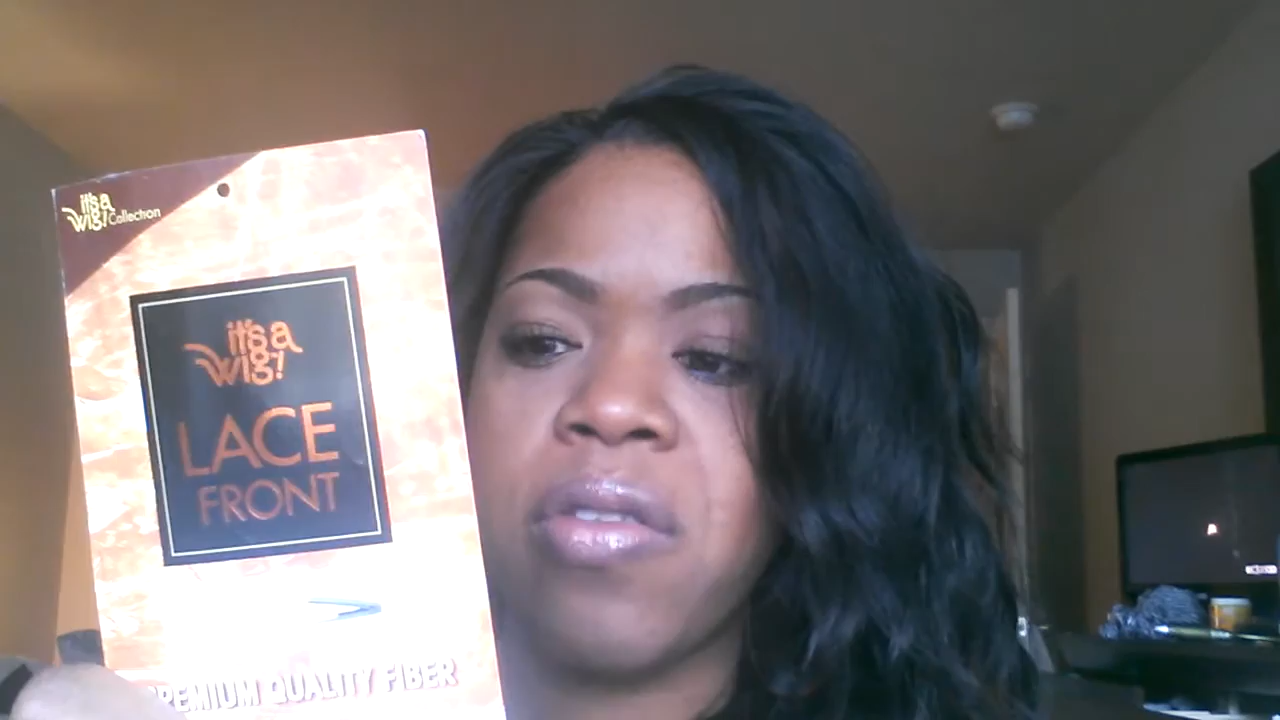 it's a
wig! Collection
it's a
wig!
LACE
FRONT
PREMIUM QUALITY FIBER